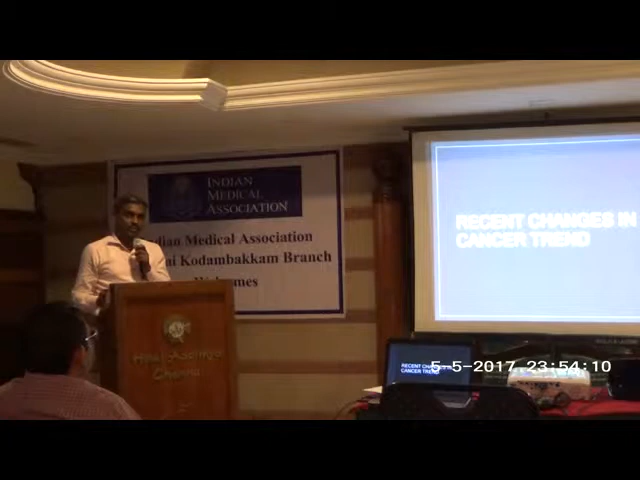 INDIAN
MEDICAL
ASSOCIATION
Indian Medical Association
Kodambakkam Branch
RECENT CHANGES IN
CANCER TREND
Chennai
RECENT CHANGES IN
CANCER TREND
5-5-2017 23:54:10